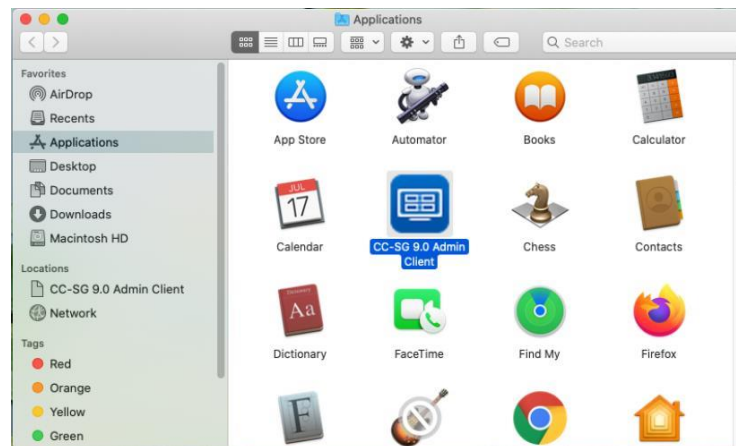 Applications
Search
Favorites
AirDrop
Recents
Applications
Desktop
Documents
Downloads
Macintosh HD
Locations
CC-SG 9.0 Admin Client
Network
Tags
Red
Orange
Yellow
Green
App Store
Automator
Books
Calculator
JUL
17
Calendar
CC-SG 9.0 Admin
Client
Chess
Contacts
Dictionary
Aa
Dictionary
FaceTime
Find My
Firefox
F